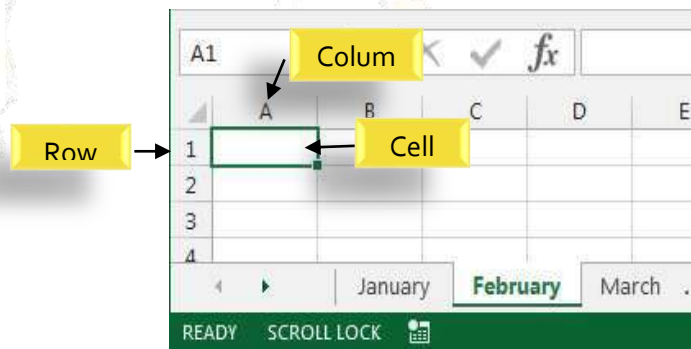 A1 Colum fx
A B C D E
Row 1 Cell
2
3
4
January February March .
READY SCROLL LOCK